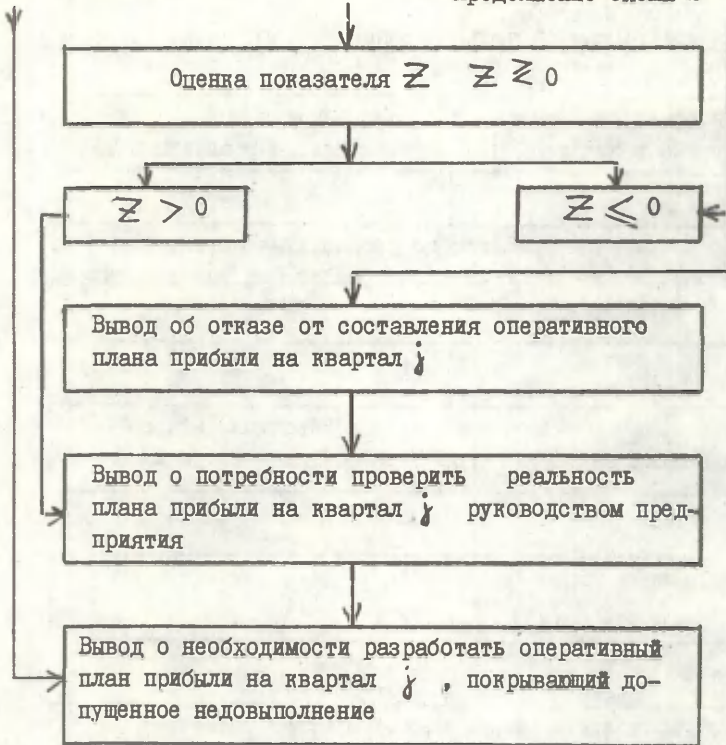 Оценка показателя Z   Z ⋛ 0
Z > 0
Z ≤ 0
Вывод об отказе от составления оперативного
плана прибыли на квартал j
Вывод о потребности проверить реальность
плана прибыли на квартал j руководством пред-
приятия
Вывод о необходимости разработать оперативный
план прибыли на квартал j , покрывающий до-
пущенное недовыполнение